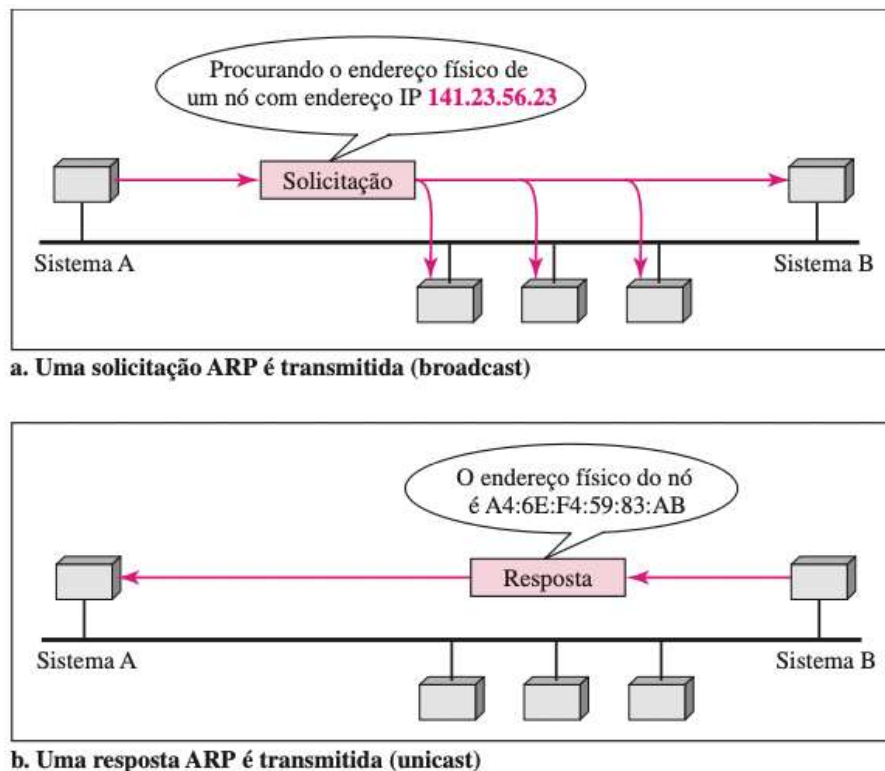 Procurando o endereço físico de
um nó com endereço IP 141.23.56.23
Solicitação
Sistema A
Sistema B
a. Uma solicitação ARP é transmitida (broadcast)
O endereço físico do nó
é A4:6E:F4:59:83:AB
Resposta
Sistema A
Sistema B
b. Uma resposta ARP é transmitida (unicast)